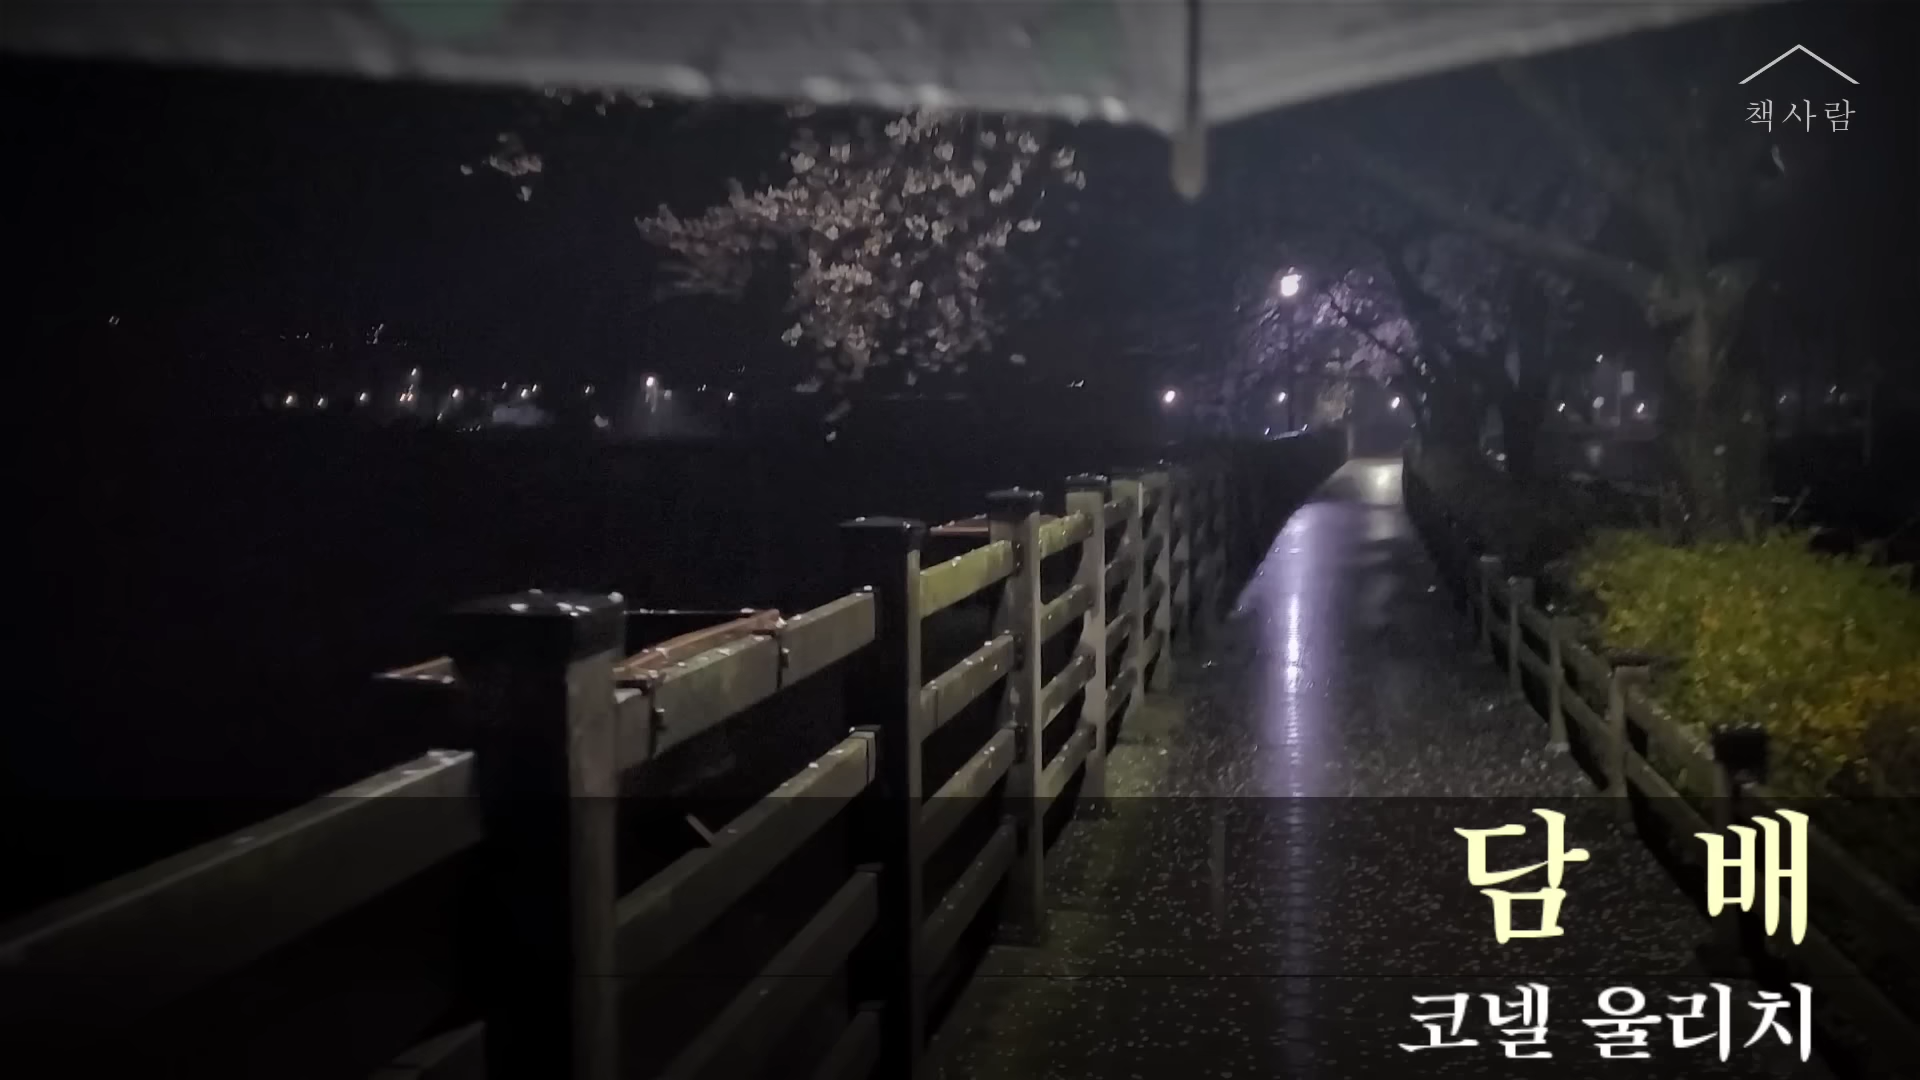 책사람
담 배
코넬 울리치